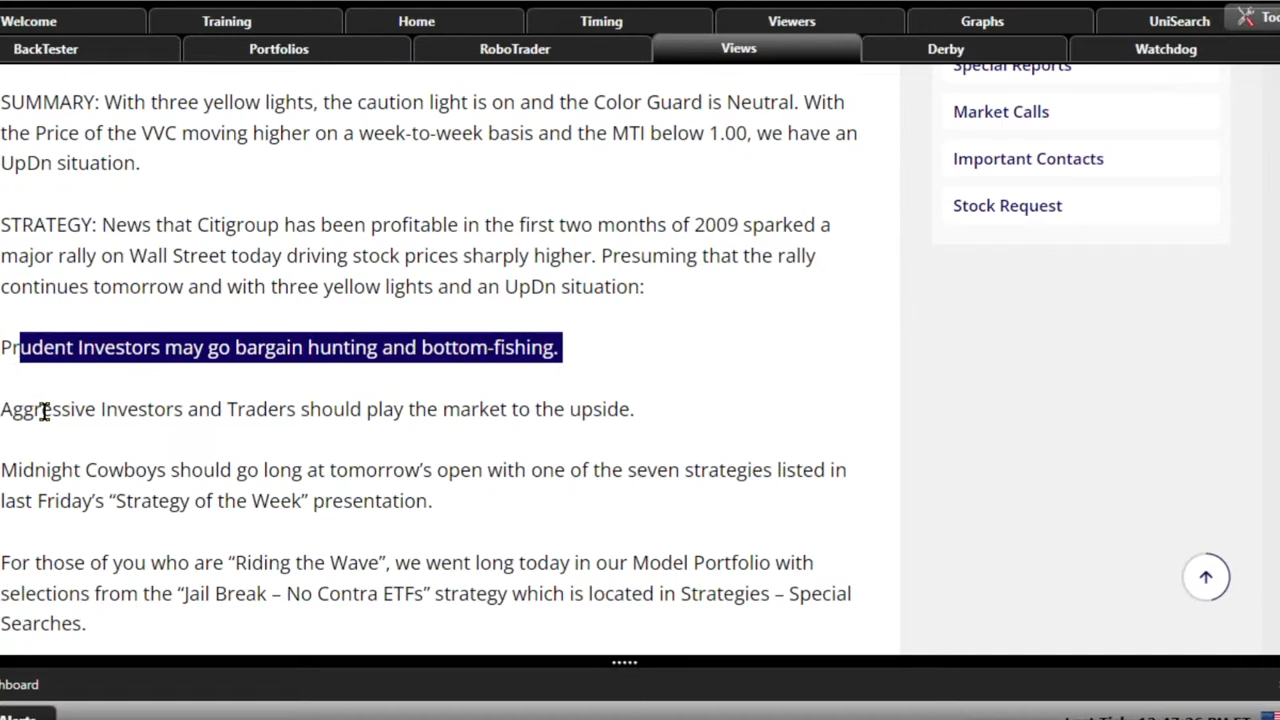 Welcome
Training
Home
Timing
Viewers
Graphs
UniSearch
BackTester
Portfolios
RoboTrader
Views
Derby
Watchdog
SUMMARY: With three yellow lights, the caution light is on and the Color Guard is Neutral. With
the Price of the VVC moving higher on a week-to-week basis and the MTI below 1.00, we have an
UpDn situation.
STRATEGY: News that Citigroup has been profitable in the first two months of 2009 sparked a
major rally on Wall Street today driving stock prices sharply higher. Presuming that the rally
continues tomorrow and with three yellow lights and an UpDn situation:
Prudent Investors may go bargain hunting and bottom-fishing.
Aggressive Investors and Traders should play the market to the upside.
Midnight Cowboys should go long at tomorrow's open with one of the seven strategies listed in
last Friday's “Strategy of the Week” presentation.
For those of you who are “Riding the Wave”, we went long today in our Model Portfolio with
selections from the “Jail Break – No Contra ETFs” strategy which is located in Strategies – Special
Searches.
Special Reports
Market Calls
Important Contacts
Stock Request
hboard